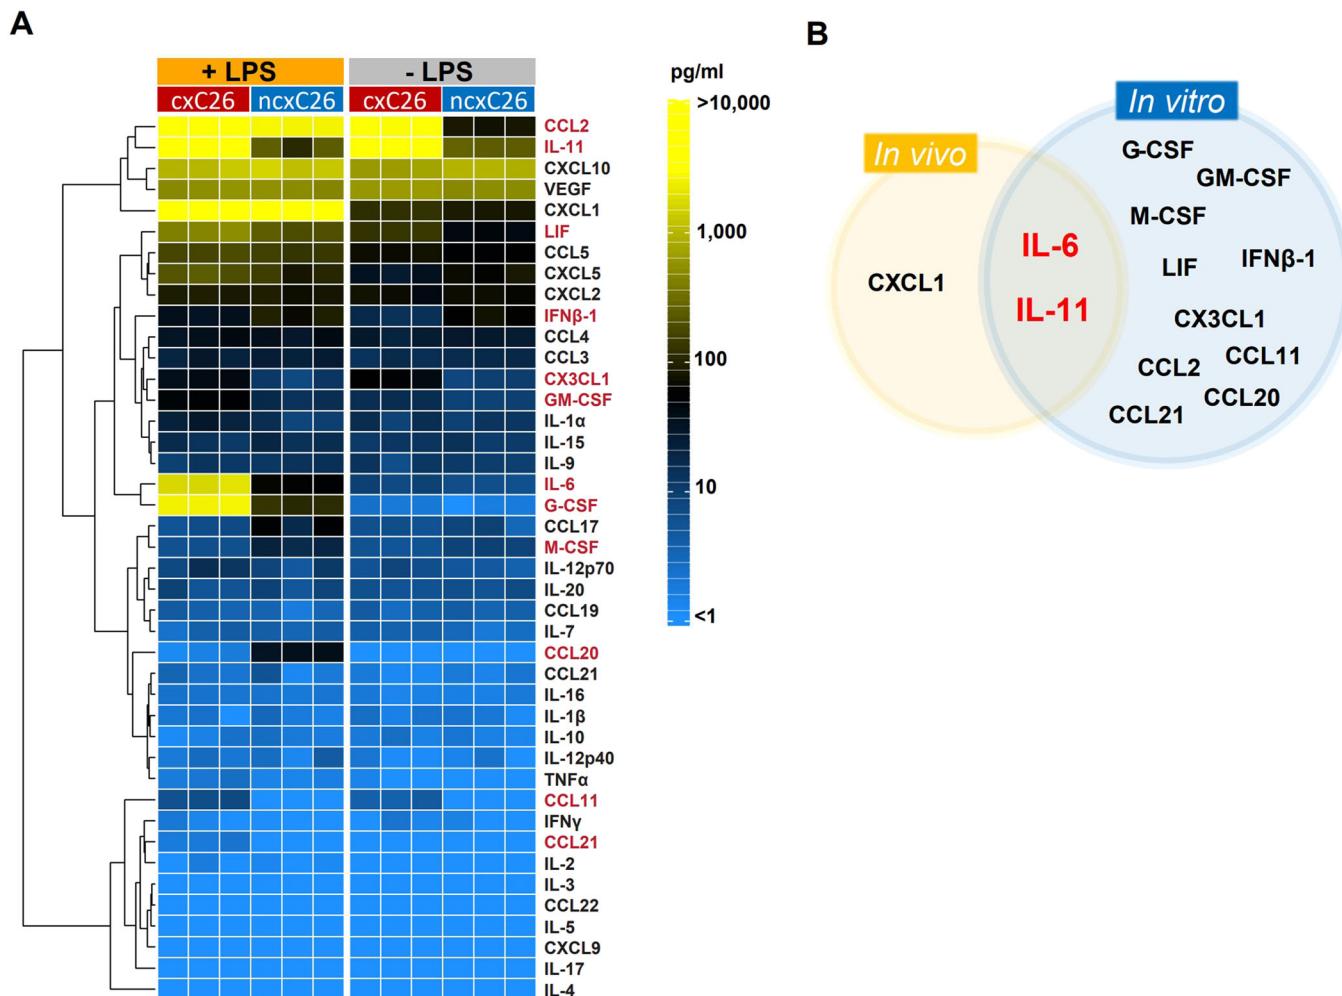 A
+ LPS
- LPS
cxC26
ncxC26
cxC26
ncxC26
CCL2
IL-11
CXCL10
VEGF
CXCL1
LIF
CCL5
CXCL5
CXCL2
IFNβ-1
CCL4
CCL3
CX3CL1
GM-CSF
IL-1α
IL-15
IL-9
IL-6
G-CSF
CCL17
M-CSF
IL-12p70
IL-20
CCL19
IL-7
CCL20
CCL21
IL-16
IL-1β
IL-10
IL-12p40
TNFα
CCL11
IFNγ
CCL21
IL-2
IL-3
CCL22
IL-5
CXCL9
IL-17
IL-4
pg/ml
>10,000
1,000
100
10
<1
B
In vivo
In vitro
CXCL1
IL-6
IL-11
G-CSF
GM-CSF
M-CSF
LIF
IFNβ-1
CX3CL1
CCL2
CCL11
CCL20
CCL21